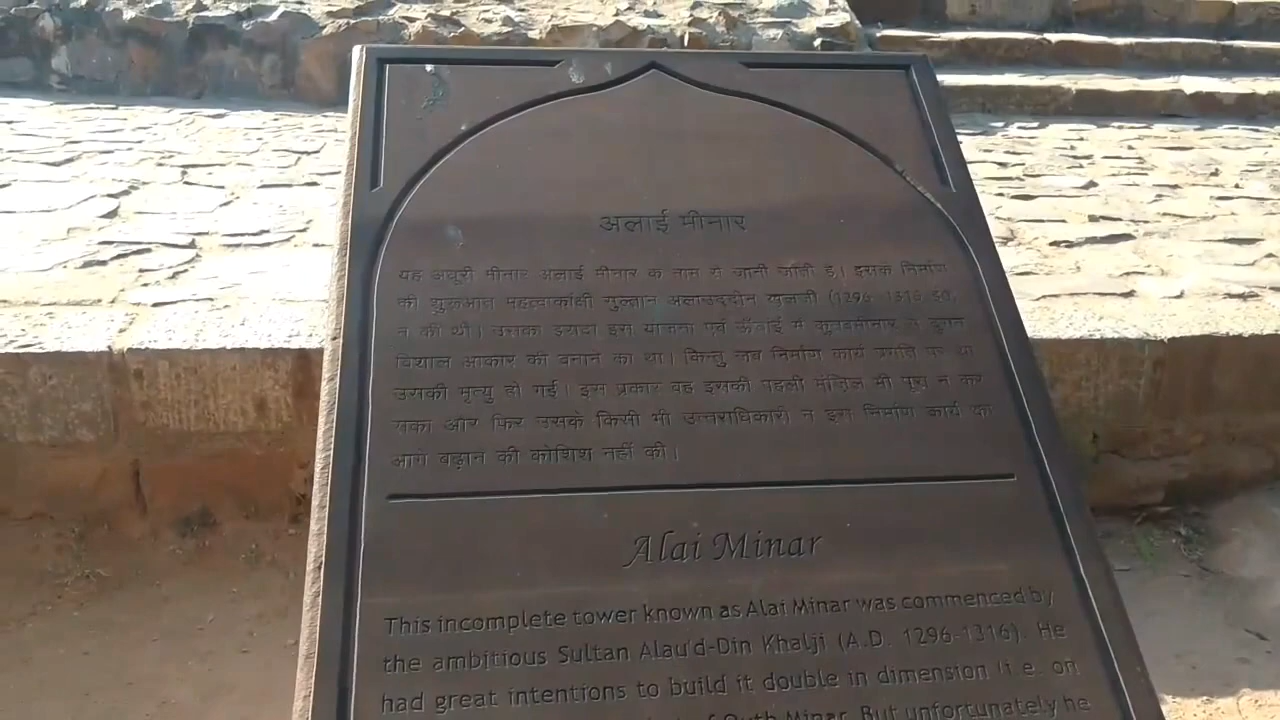 अलाई मीनार
यह अधूरी मीनार अलाई मीनार के नाम से जानी जाती है। इसके निर्माण
की शुरूआत महत्वाकांक्षी सुल्तान अलाउद्दीन खलजी (1296-1316 ई०)
ने की थी। उसका इरादा इस योजना एवं ऊँचाई में कुतुबमीनार से दूगने
विशाल आकार की बनाने का था। किन्तु जब निर्माण कार्य प्रगति पर था
उसकी मृत्यु हो गई। इस प्रकार वह इसकी पहली मंज़िल भी पूरा न कर
सका और फिर उसके किसी भी उत्तराधिकारी ने इस निर्माण कार्य को
आगे बढ़ाने की कोशिश नहीं की।
Alai Minar
This incomplete tower known as Alai Minar was commenced by
the ambitious Sultan Alau'd-Din Khalji (A.D. 1296-1316). He
had great intentions to build it double in dimension (i.e. on
of Qutb Minar. But unfortunately he